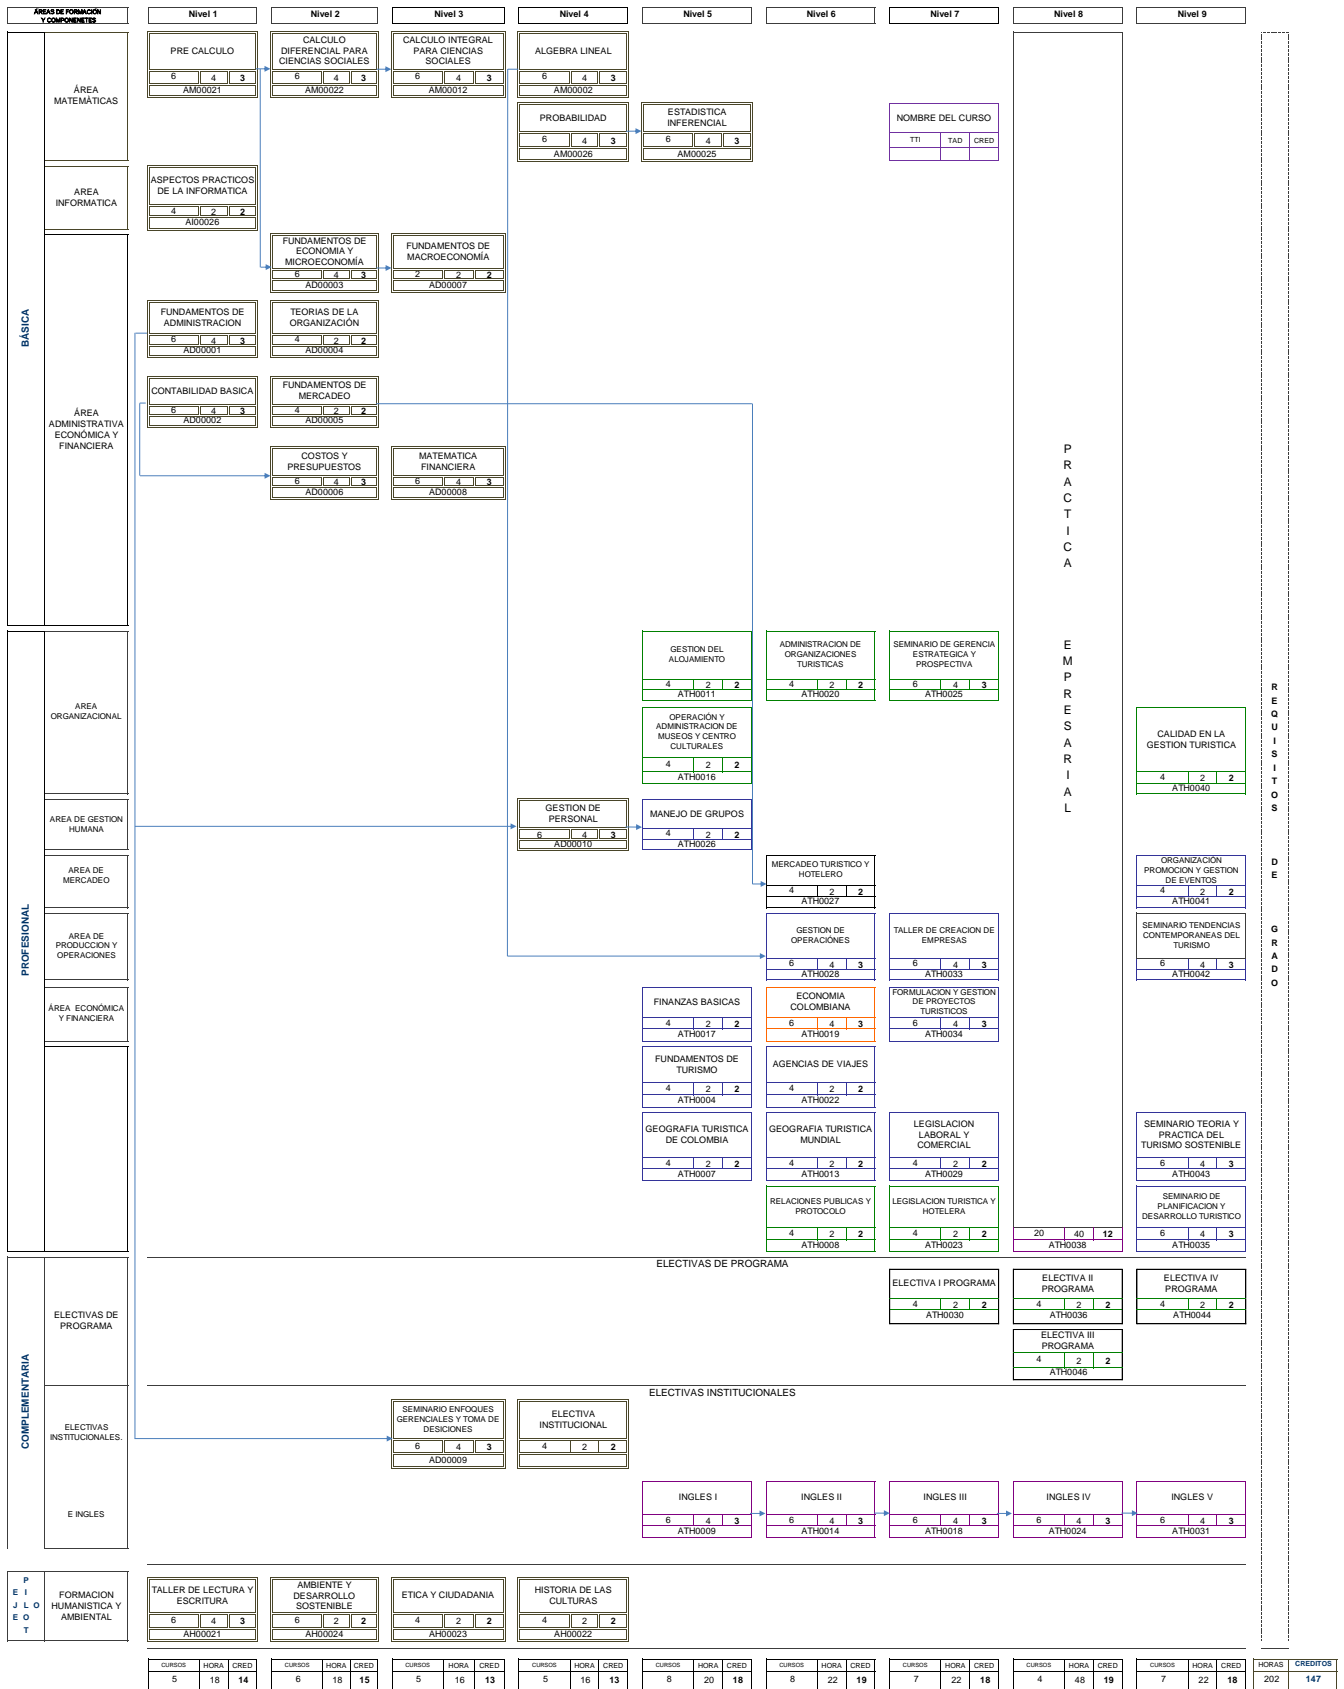 ÁREAS DE FORMACIÓN
Y COMPONENETES
Nivel 1
Nivel 2
Nivel 3
Nivel 4
Nivel 5
Nivel 6
Nivel 7
Nivel 8
Nivel 9
BÁSICA
ÁREA
MATEMÁTICAS
PRE CALCULO
6 4 3
AM00021
CALCULO
DIFERENCIAL PARA
CIENCIAS SOCIALES
6 4 3
AM00022
CALCULO INTEGRAL
PARA CIENCIAS
SOCIALES
6 4 3
AM00012
ALGEBRA LINEAL
6 4 3
AM00002
PROBABILIDAD
6 4 3
AM00026
ESTADISTICA
INFERENCIAL
6 4 3
AM00025
NOMBRE DEL CURSO
TTI TAD CRED
AREA
INFORMATICA
ASPECTOS PRACTICOS
DE LA INFORMATICA
4 2 2
AI00026
ÁREA
ADMINISTRATIVA
ECONÓMICA Y
FINANCIERA
FUNDAMENTOS DE
ECONOMIA Y
MICROECONOMÍA
6 4 3
AD00003
FUNDAMENTOS DE
MACROECONOMÍA
2 2 2
AD00007
FUNDAMENTOS DE
ADMINISTRACION
6 4 3
AD00001
TEORIAS DE LA
ORGANIZACIÓN
4 2 2
AD00004
CONTABILIDAD BASICA
6 4 3
AD00002
FUNDAMENTOS DE
MERCADEO
4 2 2
AD00005
COSTOS Y
PRESUPUESTOS
6 4 3
AD00006
MATEMATICA
FINANCIERA
6 4 3
AD00008
PRACTICA
EMPRESARIAL
20 40 12
ATH0038
REQUISITOS
DE
GRADO
PROFESIONAL
AREA
ORGANIZACIONAL
GESTION DEL
ALOJAMIENTO
4 2 2
ATH0011
ADMINISTRACION DE
ORGANIZACIONES
TURISTICAS
4 2 2
ATH0020
SEMINARIO DE GERENCIA
ESTRATEGICA Y
PROSPECTIVA
6 4 3
ATH0025
OPERACIÓN Y
ADMINISTRACION DE
MUSEOS Y CENTRO
CULTURALES
4 2 2
ATH0016
CALIDAD EN LA
GESTION TURISTICA
4 2 2
ATH0040
AREA DE GESTION
HUMANA
GESTION DE
PERSONAL
6 4 3
AD00010
MANEJO DE GRUPOS
4 2 2
ATH0026
AREA DE
MERCADEO
MERCADEO TURISTICO Y
HOTELERO
4 2 2
ATH0027
ORGANIZACIÓN
PROMOCION Y GESTION
DE EVENTOS
4 2 2
ATH0041
AREA DE
PRODUCCION Y
OPERACIONES
GESTION DE
OPERACIÓNES
6 4 3
ATH0028
TALLER DE CREACION DE
EMPRESAS
6 4 3
ATH0033
SEMINARIO TENDENCIAS
CONTEMPORANEAS DEL
TURISMO
6 4 3
ATH0042
ÁREA ECONÓMICA
Y FINANCIERA
FINANZAS BASICAS
4 2 2
ATH0017
ECONOMIA
COLOMBIANA
6 4 3
ATH0019
FORMULACION Y GESTION
DE PROYECTOS
TURISTICOS
6 4 3
ATH0034
FUNDAMENTOS DE
TURISMO
4 2 2
ATH0004
AGENCIAS DE VIAJES
4 2 2
ATH0022
GEOGRAFIA TURISTICA
DE COLOMBIA
4 2 2
ATH0007
GEOGRAFIA TURISTICA
MUNDIAL
4 2 2
ATH0013
LEGISLACION
LABORAL Y
COMERCIAL
4 2 2
ATH0029
SEMINARIO TEORIA Y
PRACTICA DEL
TURISMO SOSTENIBLE
6 4 3
ATH0043
RELACIONES PUBLICAS Y
PROTOCOLO
4 2 2
ATH0008
LEGISLACION TURISTICA Y
HOTELERA
4 2 2
ATH0023
SEMINARIO DE
PLANIFICACION Y
DESARROLLO TURISTICO
6 4 3
ATH0035
COMPLEMENTARIA
ELECTIVAS DE PROGRAMA
ELECTIVAS DE
PROGRAMA
ELECTIVA I PROGRAMA
4 2 2
ATH0030
ELECTIVA II
PROGRAMA
4 2 2
ATH0036
ELECTIVA IV
PROGRAMA
4 2 2
ATH0044
ELECTIVA III
PROGRAMA
4 2 2
ATH0046
ELECTIVAS INSTITUCIONALES
ELECTIVAS
INSTITUCIONALES.
SEMINARIO ENFOQUES
GERENCIALES Y TOMA DE
DESICIONES
6 4 3
AD00009
ELECTIVA
INSTITUCIONAL
4 2 2
E INGLES
INGLES I
6 4 3
ATH0009
INGLES II
6 4 3
ATH0014
INGLES III
6 4 3
ATH0018
INGLES IV
6 4 3
ATH0024
INGLES V
6 4 3
ATH0031
EJE
PILOT
O
FORMACION
HUMANISTICA Y
AMBIENTAL
TALLER DE LECTURA Y
ESCRITURA
6 4 3
AH00021
AMBIENTE Y
DESARROLLO
SOSTENIBLE
6 2 2
AH00024
ETICA Y CIUDADANIA
4 2 2
AH00023
HISTORIA DE LAS
CULTURAS
4 2 2
AH00022
CURSOS HORA CRED
5 18 14
CURSOS HORA CRED
6 18 15
CURSOS HORA CRED
5 16 13
CURSOS HORA CRED
5 16 13
CURSOS HORA CRED
8 20 18
CURSOS HORA CRED
8 22 19
CURSOS HORA CRED
7 22 18
CURSOS HORA CRED
4 48 19
CURSOS HORA CRED
7 22 18
HORAS CREDITOS
202 147